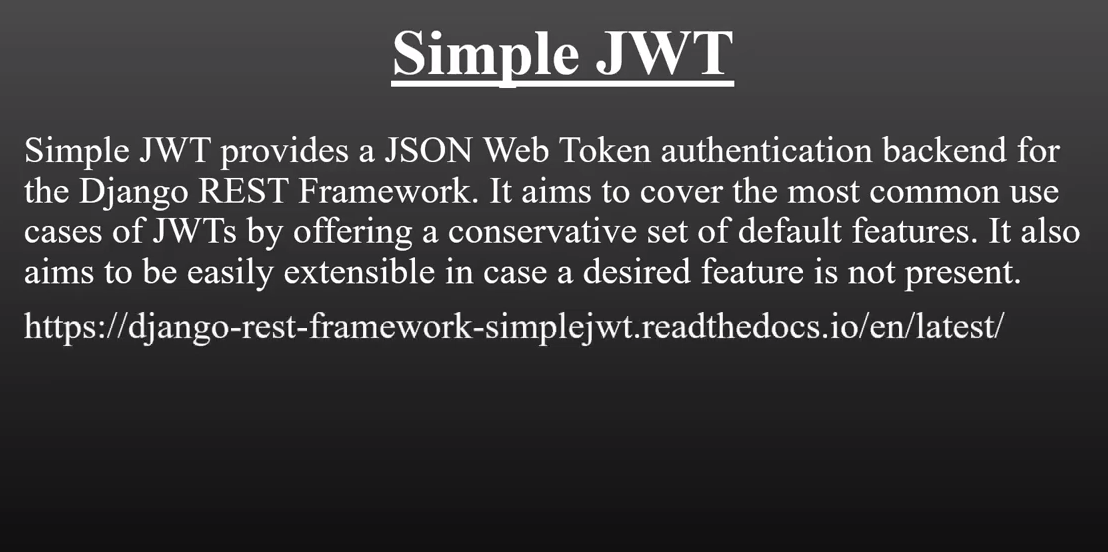 Simple JWT
Simple JWT provides a JSON Web Token authentication backend for
the Django REST Framework. It aims to cover the most common use
cases of JWTs by offering a conservative set of default features. It also
aims to be easily extensible in case a desired feature is not present.
https://django-rest-framework-simplejwt.readthedocs.io/en/latest/